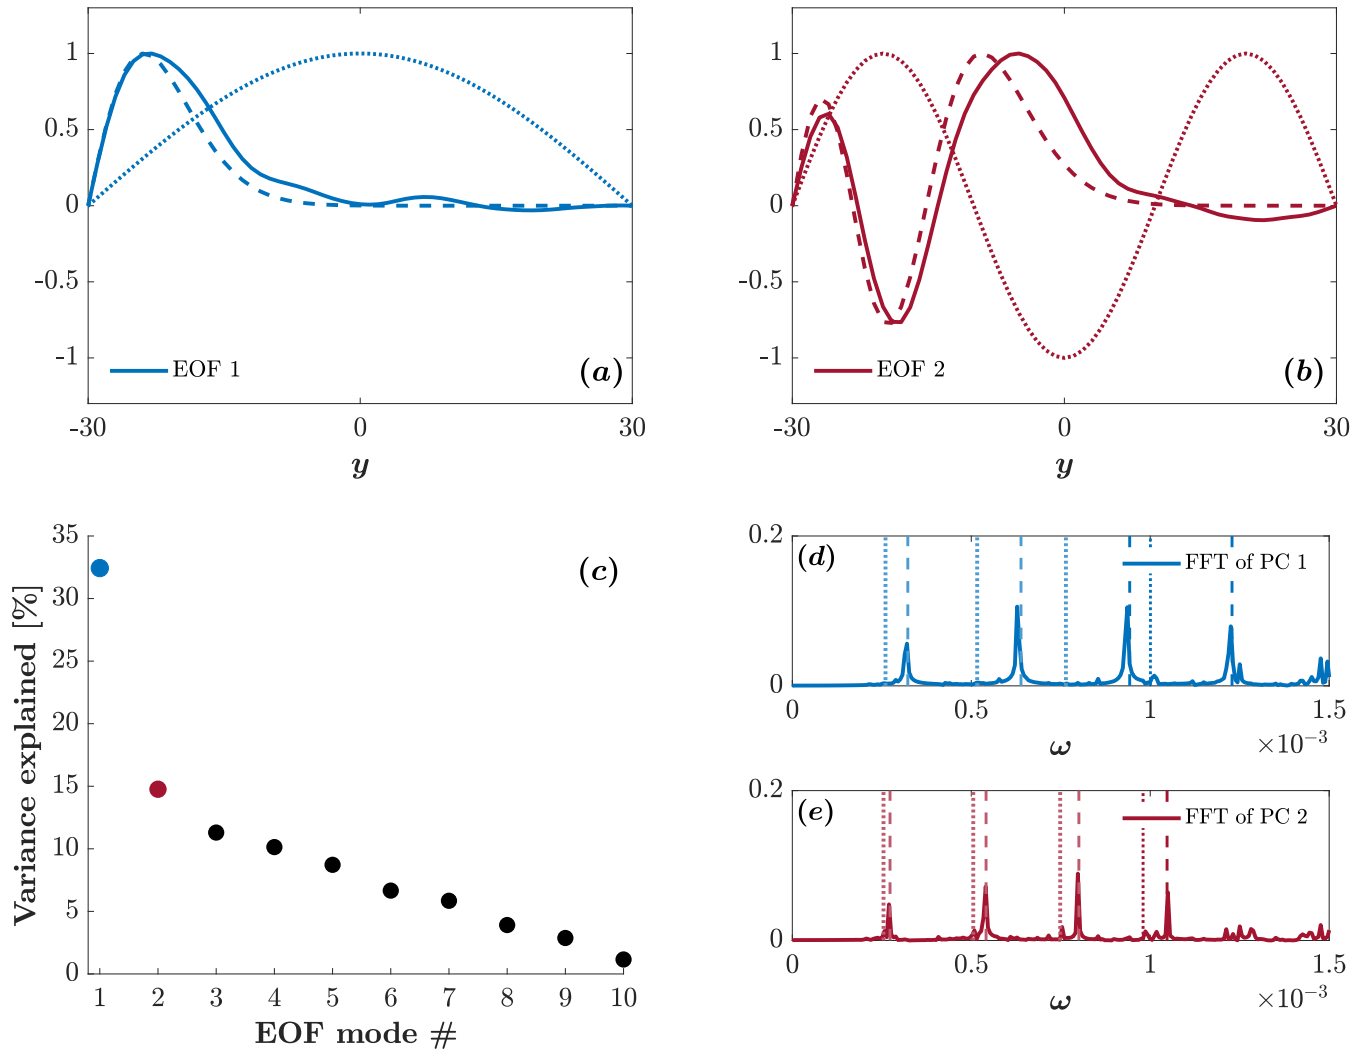 1
0.5
0
-0.5
-1
EOF 1
(a)
-30 0 30
y
1
0.5
0
-0.5
-1
EOF 2
(b)
-30 0 30
y
35
30
25
20
15
10
5
0
Variance explained [%]
(c)
1 2 3 4 5 6 7 8 9 10
EOF mode #
0.2
0
(d)
FFT of PC 1
0 0.5 1 1.5
ω
×10⁻³
0.2
0
(e)
FFT of PC 2
0 0.5 1 1.5
ω
×10⁻³